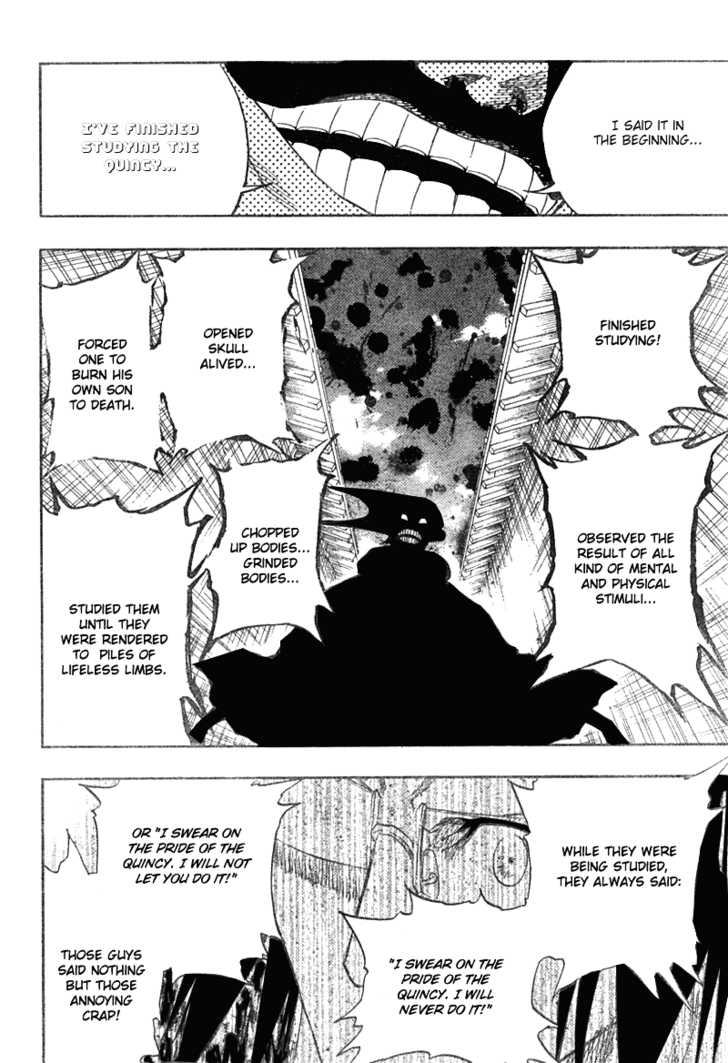 I SAID IT IN
THE BEGINNING...
I'VE FINISHED
STUDYING THE
QUINCY...
FINISHED
STUDYING!
OBSERVED THE
RESULT OF ALL
KIND OF MENTAL
AND PHYSICAL
STIMULI...
OPENED
SKULL
ALIVED...
CHOPPED
UP BODIES...
GRINDED
BODIES...
FORCED
ONE TO
BURN HIS
OWN SON
TO DEATH.
STUDIED THEM
UNTIL THEY
WERE RENDERED
TO PILES OF
LIFELESS LIMBS.
WHILE THEY WERE
BEING STUDIED,
THEY ALWAYS SAID:
"I SWEAR ON THE
PRIDE OF THE
QUINCY. I WILL
NEVER DO IT!"
OR "I SWEAR ON
THE PRIDE OF THE
QUINCY. I WILL NOT
LET YOU DO IT!"
THOSE GUYS
SAID NOTHING
BUT THOSE
ANNOYING
CRAP!